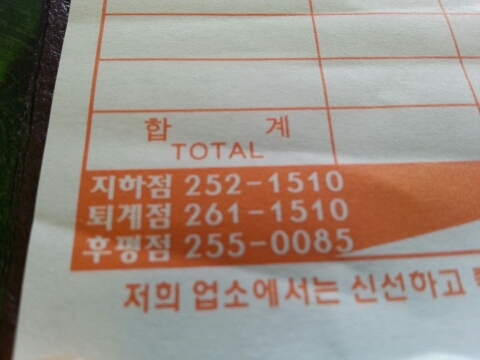 합 계
TOTAL
지하점 252-1510
퇴계점 261-1510
후평점 255-0085
저희 업소에서는 신선하고